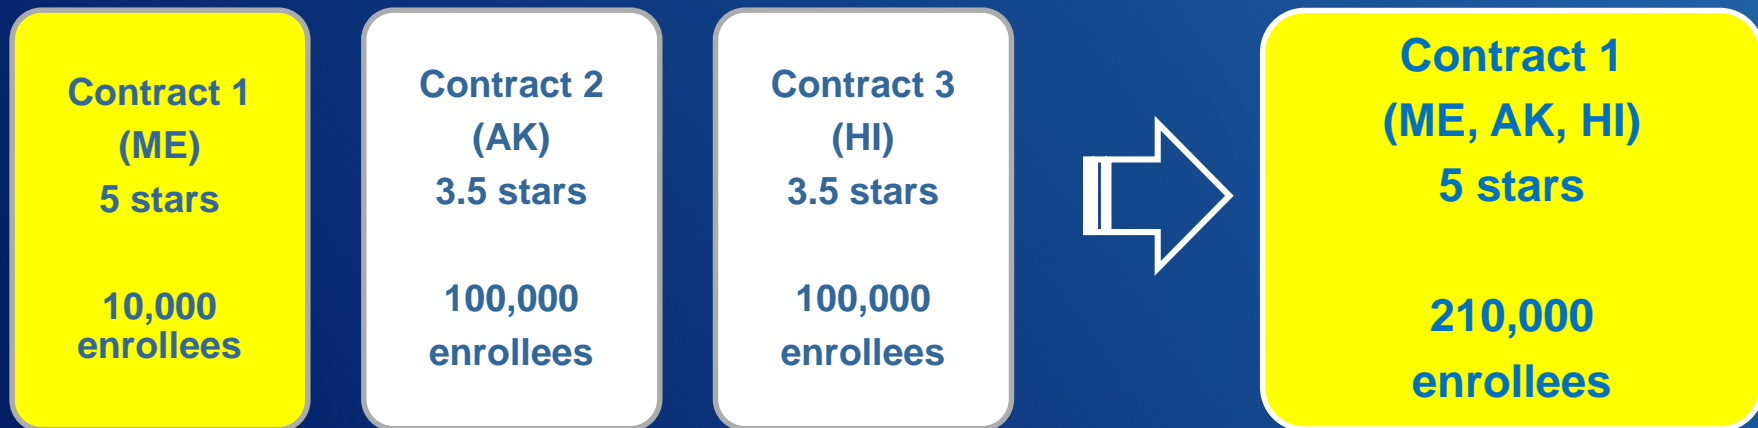 Contract 1
(ME)
5 stars
10,000
enrollees
Contract 2
(AK)
3.5 stars
100,000
enrollees
Contract 3
(HI)
3.5 stars
100,000
enrollees
Contract 1
(ME, AK, HI)
5 stars
210,000
enrollees